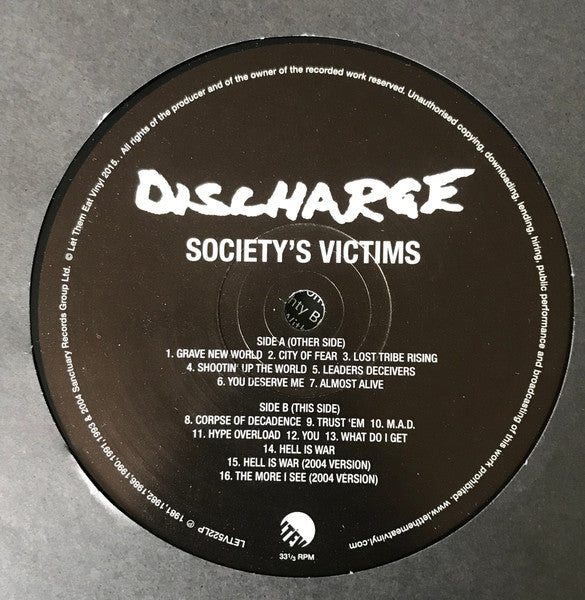 DISCHARGE
SOCIETY'S VICTIMS
SIDE A (OTHER SIDE)
1. GRAVE NEW WORLD 2. CITY OF FEAR 3. LOST TRIBE RISING
4. SHOOTIN' UP THE WORLD 5. LEADERS DECEIVERS
6. YOU DESERVE ME 7. ALMOST ALIVE
SIDE B (THIS SIDE)
8. CORPSE OF DECADENCE 9. TRUST 'EM 10. M.A.D.
11. HYPE OVERLOAD 12. YOU 13. WHAT DO I GET
14. HELL IS WAR
15. HELL IS WAR (2004 VERSION)
16. THE MORE I SEE (2004 VERSION)
LTEV
33 1/3 RPM
LETV522LP ℗ 1981,1982,1986,1990,1991,1993 & 2004 Sanctuary Records Group Ltd. © Let Them Eat Vinyl 2015. All rights of the producer and of the owner of the recorded work reserved. Unauthorised copying, downloading, lending, hiring, public performance and broadcasting of this work prohibited. www.letthemeatvinyl.com